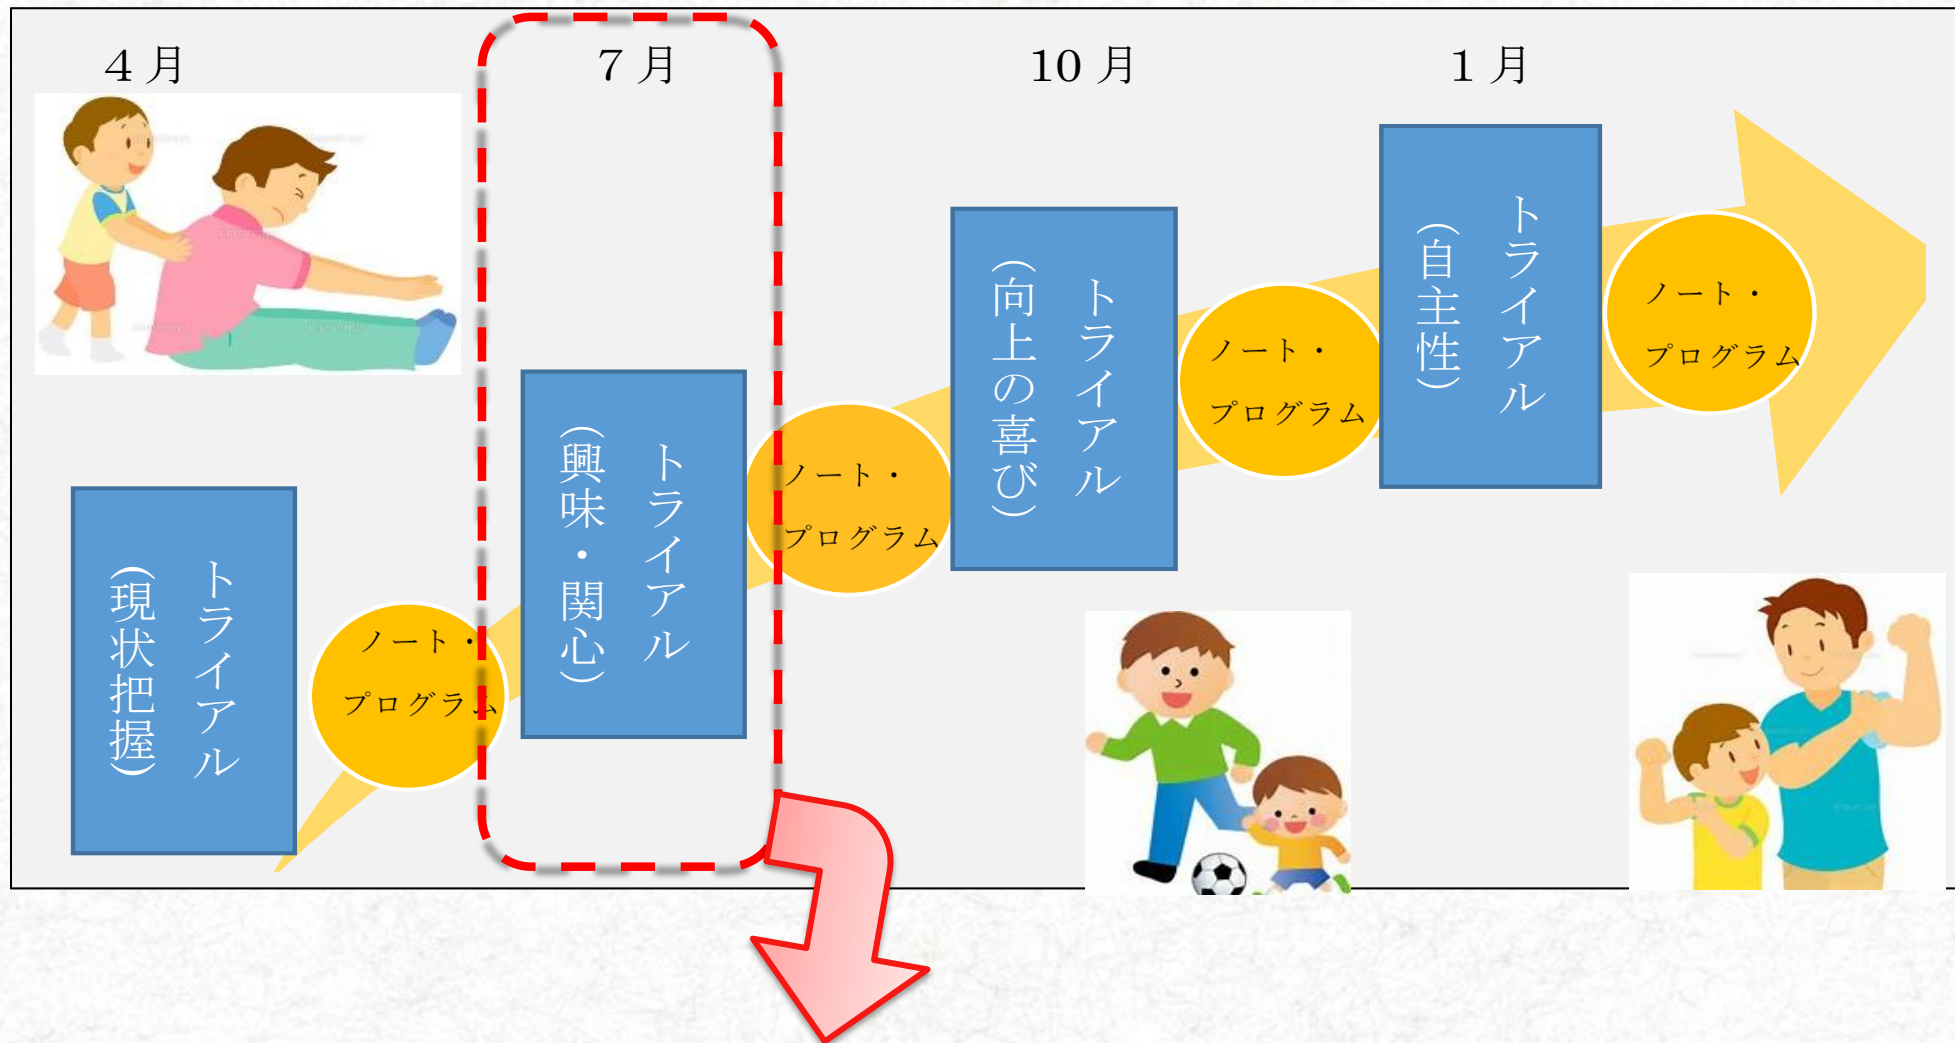 4月
7月
10月
1月
トライアル
(現状把握)
ノート・
プログラム
トライアル
(興味・関心)
ノート・
プログラム
トライアル
(向上の喜び)
ノート・
プログラム
トライアル
(自主性)
ノート・
プログラム